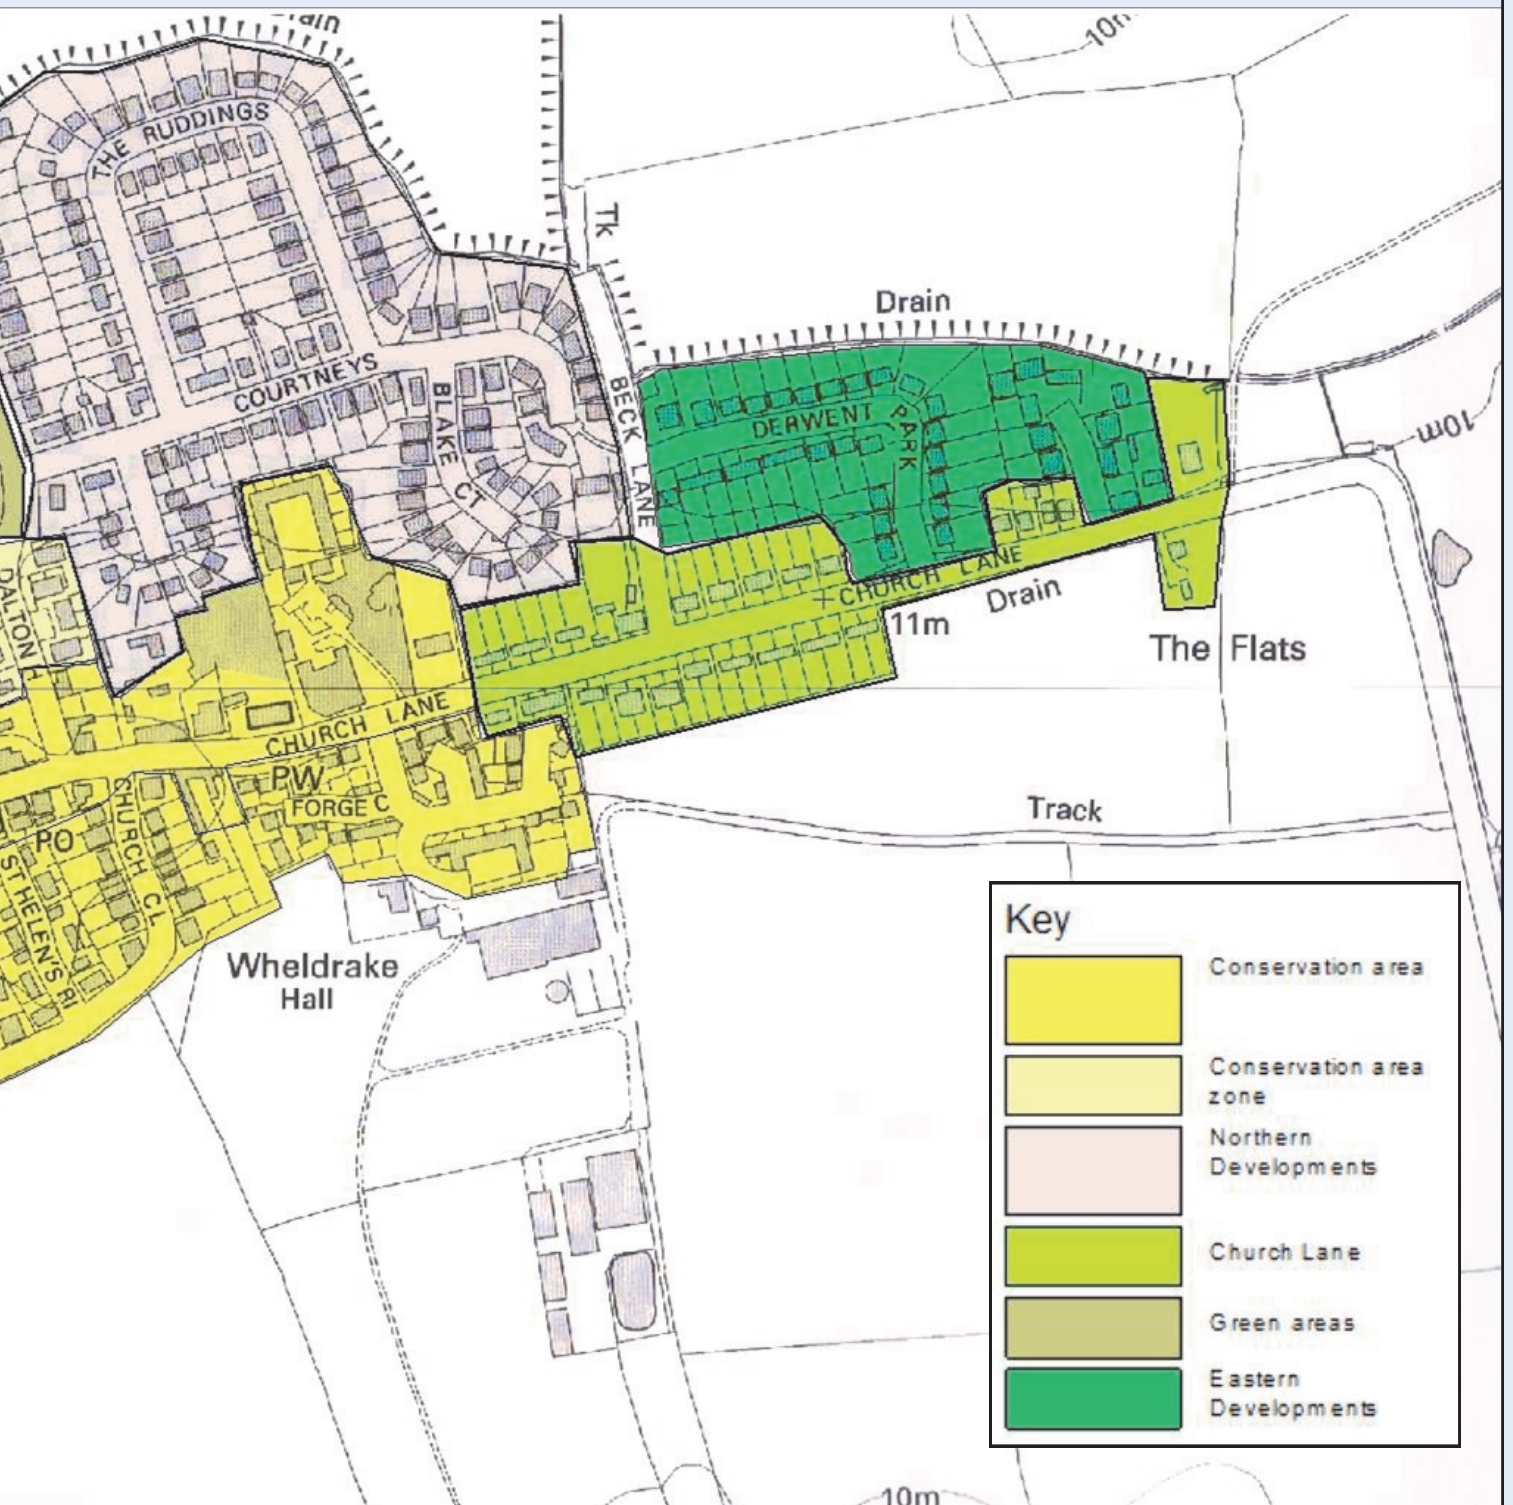 10m
THE RUDDINGS
Tk
Drain
COURTNEYS
BLAKE
CT
BECK LANE
DERWENT
PARK
10m
CHURCH LANE
Drain
11m
The Flats
DALTON H
CHURCH LANE
PW
FORGE C
PO
CHURCH CL
ST HELEN'S RI
Track
Wheldrake
Hall
Key
Conservation area
Conservation area
zone
Northern
Developments
Church Lane
Green areas
Eastern
Developments
10m